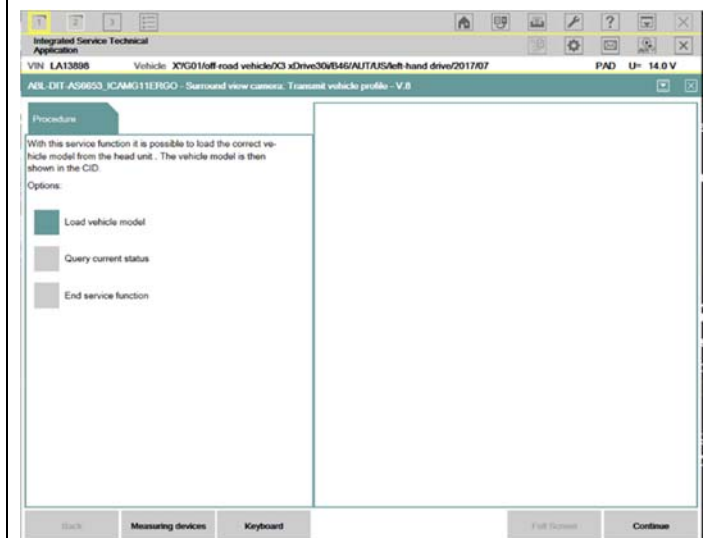 1 2 3
Integrated Service Technical
Application
VIN LA13898 Vehicle X'/G01/off-road vehicle/X3 xDrive30i/B46/AUT/US/left-hand drive/2017/07 PAD U= 14.0 V
ABL-DIT-AS6653_ICAMG11ERGO - Surround view camera: Transmit vehicle profile - V.8
Procedure
With this service function it is possible to load the correct ve-
hicle model from the head unit . The vehicle model is then
shown in the CID.
Options:
Load vehicle model
Query current status
End service function
Back Measuring devices Keyboard Full Screen Continue